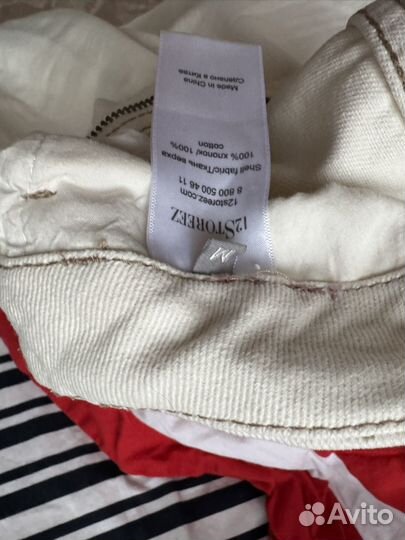 12STOREEZ
12storeez.com
8 800 500 46 11
Shell fabric/Ткань верха
100% хлопок/ 100%
cotton
Made in China
Сделано в Китае
M
Avito